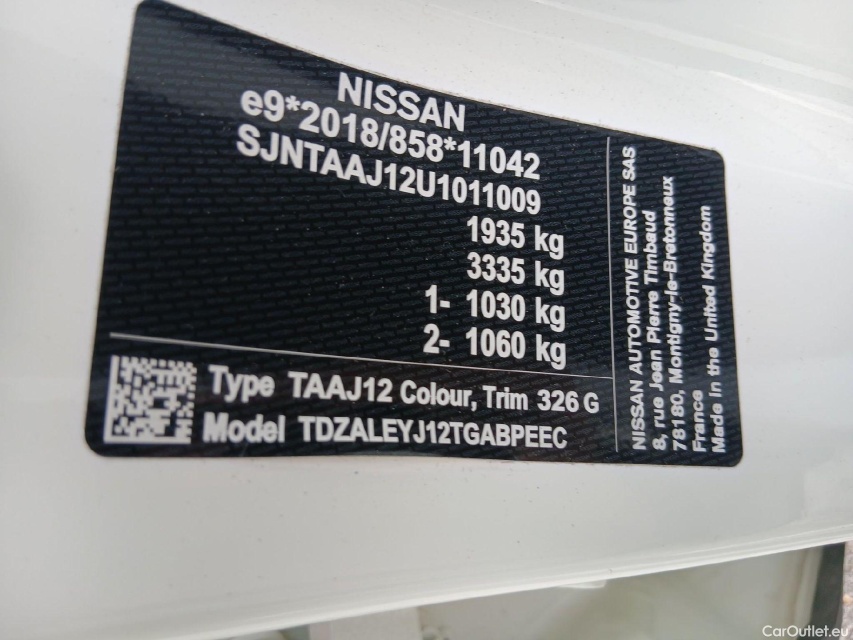 NISSAN
e9*2018/858*11042
SJNTAAJ12U1011009
1935 kg
3335 kg
1- 1030 kg
2- 1060 kg
Type TAAJ12 Colour, Trim 326 G
Model TDZALEYJ12TGABPEEC
NISSAN AUTOMOTIVE EUROPE SAS
8, rue Jean Pierre Timbaud
78180, Montigny-le-Bretonneux
France
Made in the United Kingdom
CarOutlet.eu